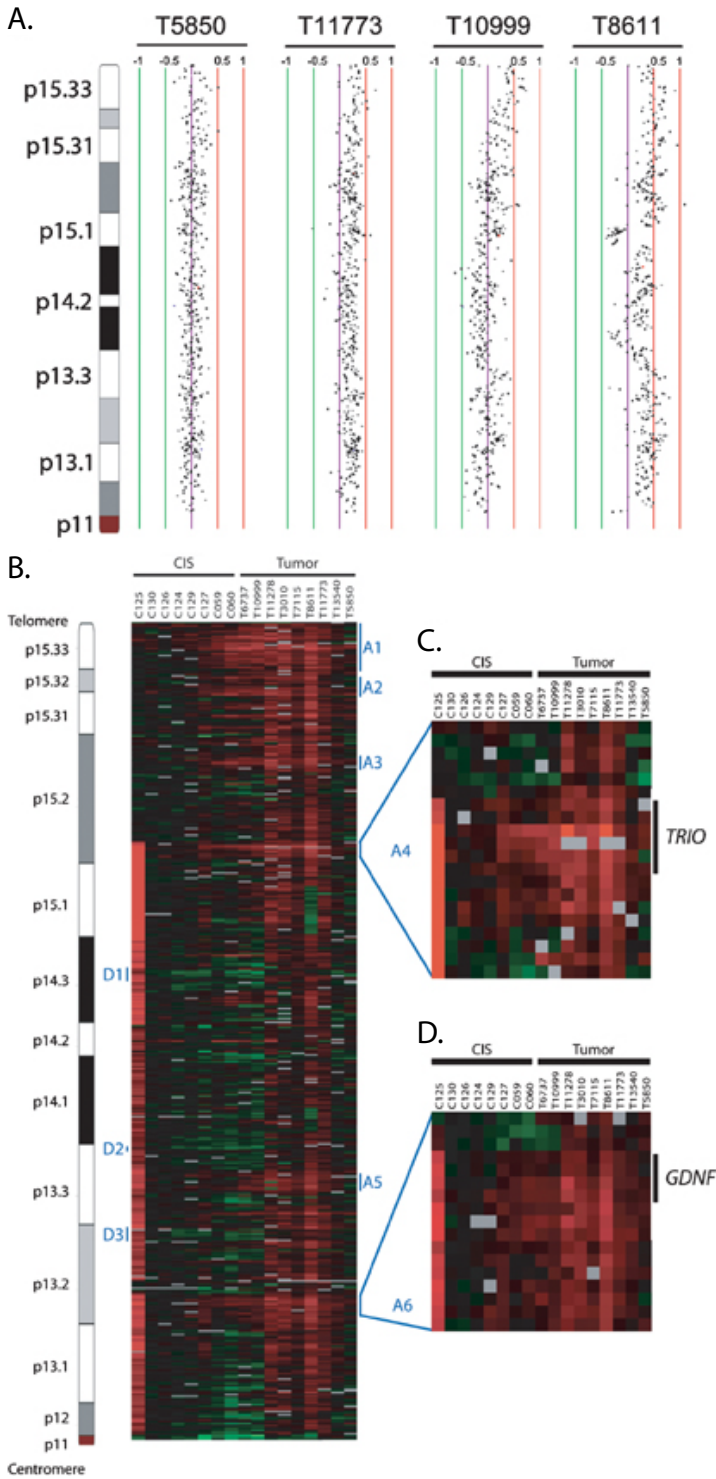 A.
T5850 T11773 T10999 T8611
-1 -0.5 0 0.5 1 -1 -0.5 0 0.5 1 -1 -0.5 0 0.5 1 -1 -0.5 0 0.5 1
p15.33
p15.31
p15.1
p14.2
p13.3
p13.1
p11
B.
CIS Tumor
C125 C130 C126 C124 C129 C127 C059 C060 T6737 T10999 T11278 T3010 T7115 T8611 T11773 T13540 T5850
Telomere
p15.33
p15.32
p15.31
p15.2
p15.1
p14.3
p14.2
p14.1
p13.3
p13.2
p13.1
p12
p11
Centromere
A1
A2
A3
D1
D2
A5
D3
C.
CIS Tumor
C125 C130 C126 C124 C129 C127 C059 C060 T6737 T10999 T11278 T3010 T7115 T8611 T11773 T13540 T5850
A4
TRIO
D.
CIS Tumor
C125 C130 C126 C124 C129 C127 C059 C060 T6737 T10999 T11278 T3010 T7115 T8611 T11773 T13540 T5850
GDNF
A6